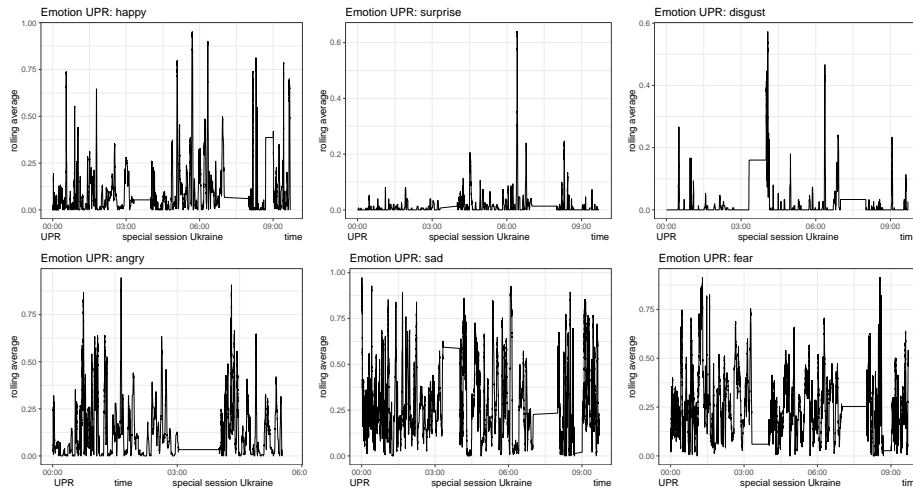 Emotion UPR: happy
rolling average
1.00
0.75
0.50
0.25
0.00
00:00 03:00 06:00 09:00
UPR special session Ukraine time
Emotion UPR: surprise
rolling average
0.6
0.4
0.2
0.0
00:00 03:00 06:00 09:00
UPR special session Ukraine time
Emotion UPR: disgust
rolling average
0.6
0.4
0.2
0.0
00:00 03:00 06:00 09:00
UPR special session Ukraine time
Emotion UPR: angry
rolling average
0.75
0.50
0.25
0.00
00:00 03:00 06:0
UPR time special session Ukraine
Emotion UPR: sad
rolling average
1.00
0.75
0.50
0.25
0.00
00:00 03:00 06:00 09:00
UPR special session Ukraine time
Emotion UPR: fear
rolling average
0.75
0.50
0.25
0.00
00:00 03:00 06:00 09:00
UPR special session Ukraine time